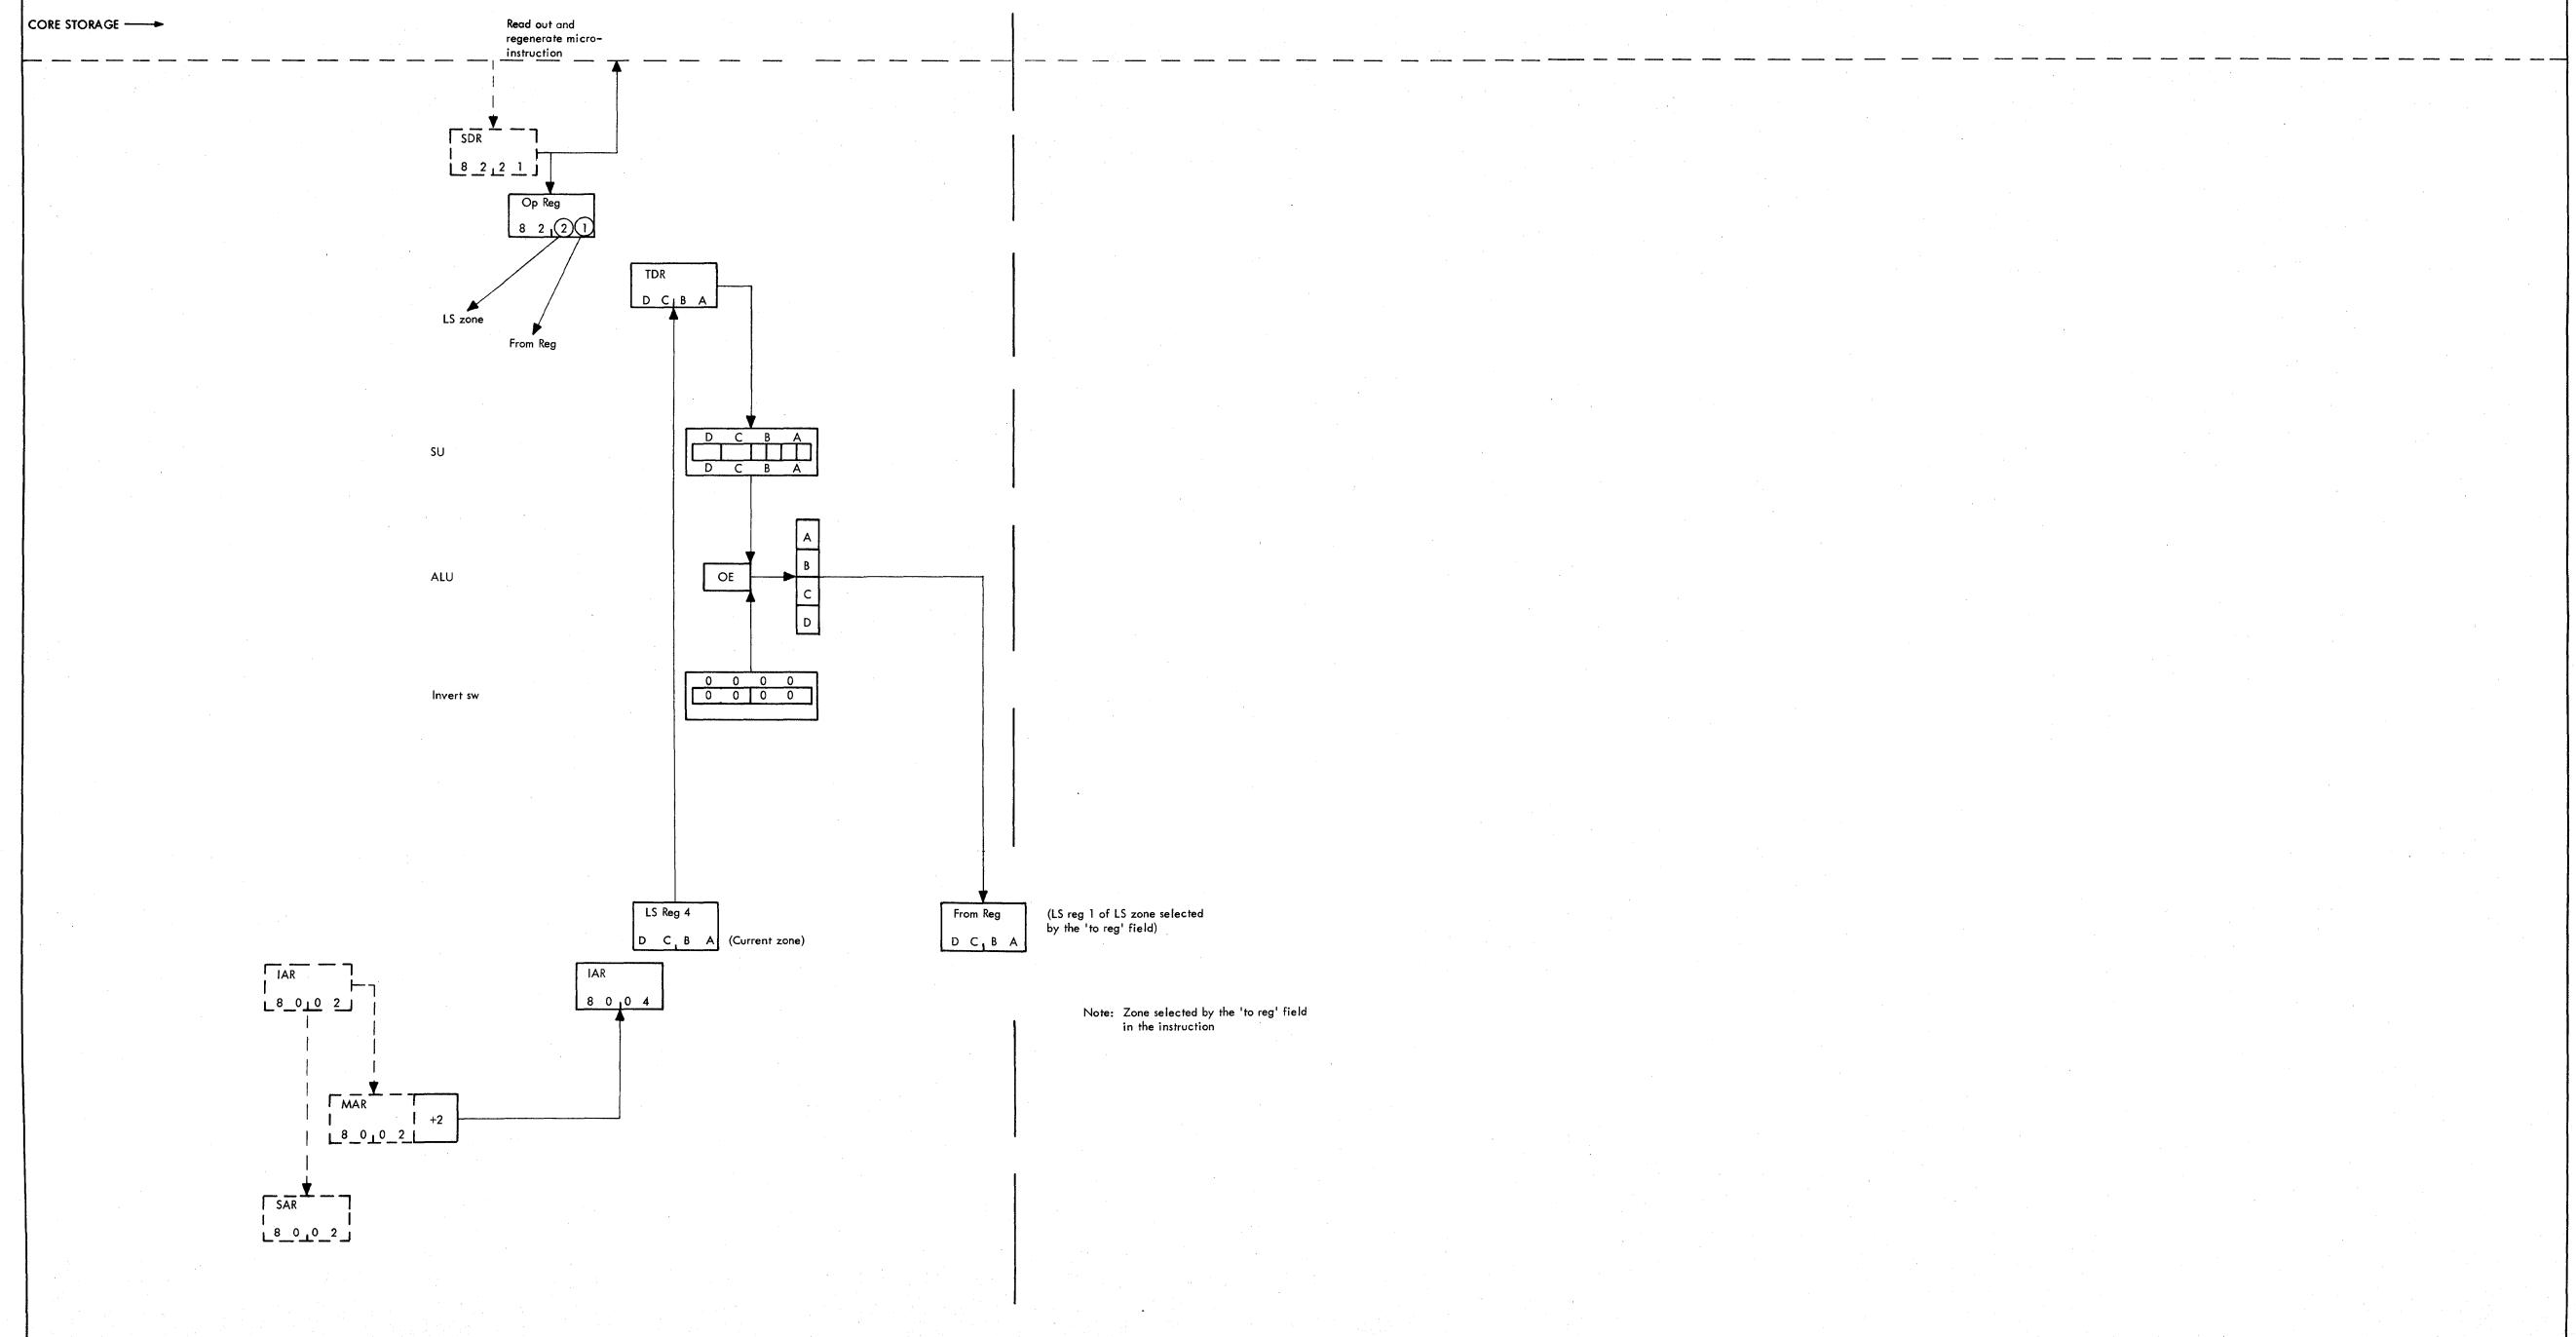 CORE STORAGE
Read out and
regenerate micro-
instruction
SDR
8 2 2 1
Op Reg
8 2 2 1
TDR
D C B A
LS zone
From Reg
SU
D C B A
D C B A
ALU
OE
A
B
C
D
Invert sw
0 0 0 0
0 0 0 0
LS Reg 4
D C B A
(Current zone)
From Reg
D C B A
(LS reg 1 of LS zone selected
by the 'to reg' field)
IAR
8 0 0 2
IAR
8 0 0 4
Note: Zone selected by the 'to reg' field
in the instruction
MAR
8 0 0 2
+2
SAR
8 0 0 2